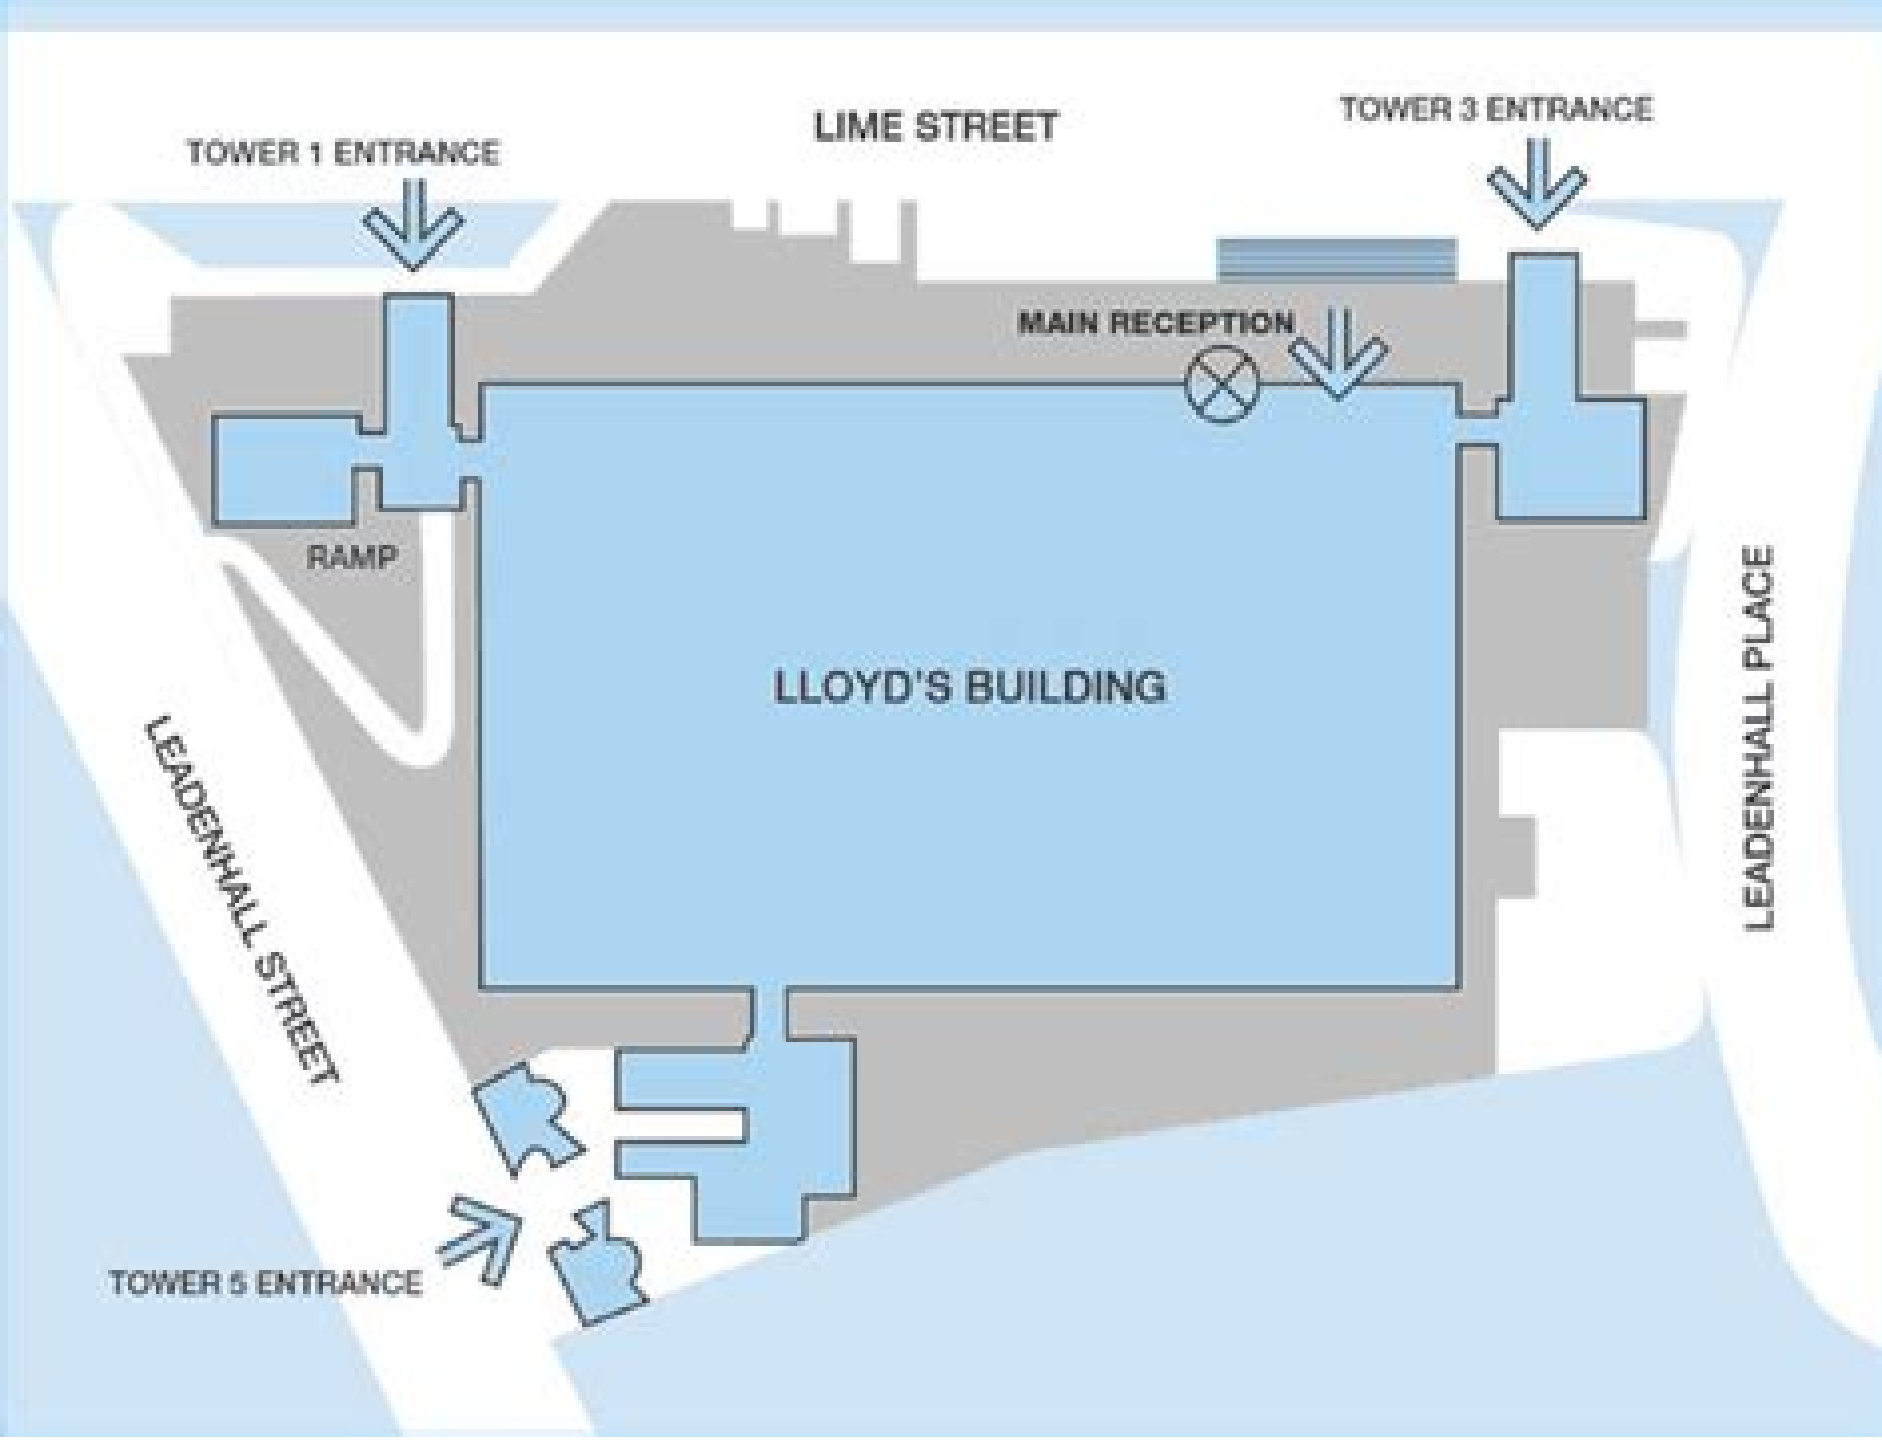 LIME STREET
TOWER 3 ENTRANCE
TOWER 1 ENTRANCE
MAIN RECEPTION
RAMP
LLOYD'S BUILDING
LEADENHALL PLACE
LEADENHALL STREET
TOWER 5 ENTRANCE